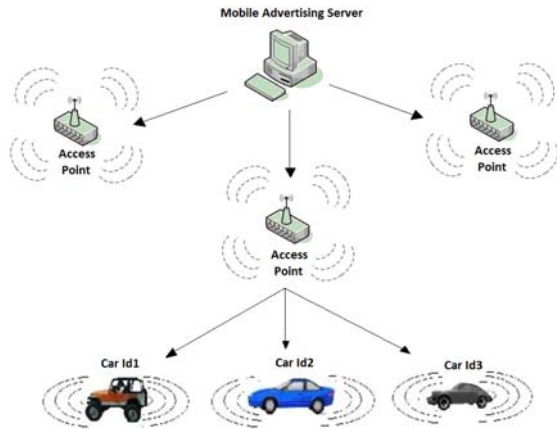 Mobile Advertising Server
Access
Point
Access
Point
Access
Point
Car Id1
Car Id2
Car Id3